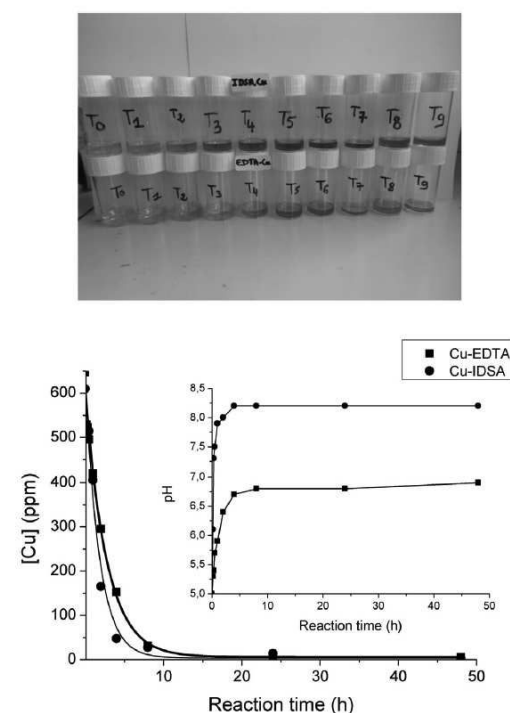 IDSA-Cu
T0 T1 T2 T3 T4 T5 T6 T7 T8 T9
EDTA-Cu
T0 T1 T2 T3 T4 T5 T6 T7 T8 T9
Cu-EDTA
Cu-IDSA
[Cu] (ppm)
600
500
400
300
200
100
0
0
10
20
30
40
50
Reaction time (h)
pH
8,5
8,0
7,5
7,0
6,5
6,0
5,5
5,0
0
10
20
30
40
50
Reaction time (h)